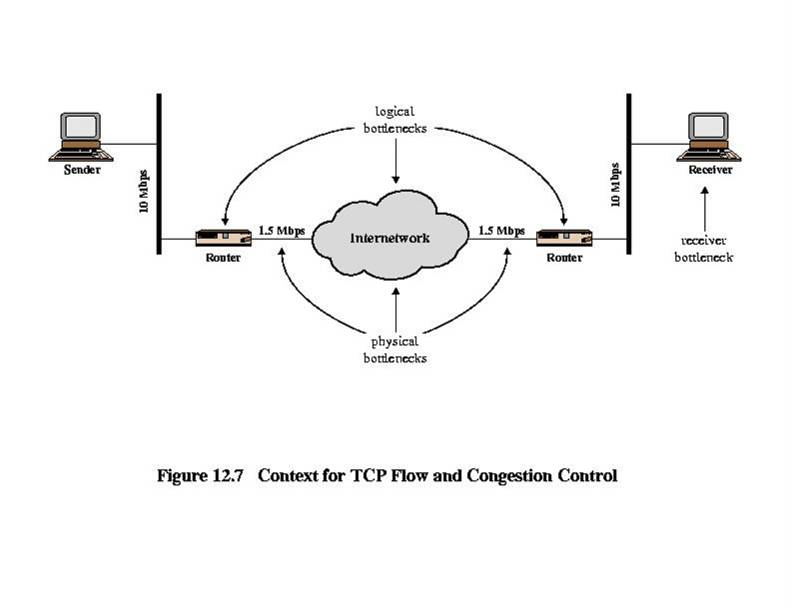 logical
bottlenecks
Sender
Receiver
10 Mbps
10 Mbps
1.5 Mbps
Internetwork
1.5 Mbps
Router
Router
receiver
bottleneck
physical
bottlenecks
Figure 12.7 Context for TCP Flow and Congestion Control